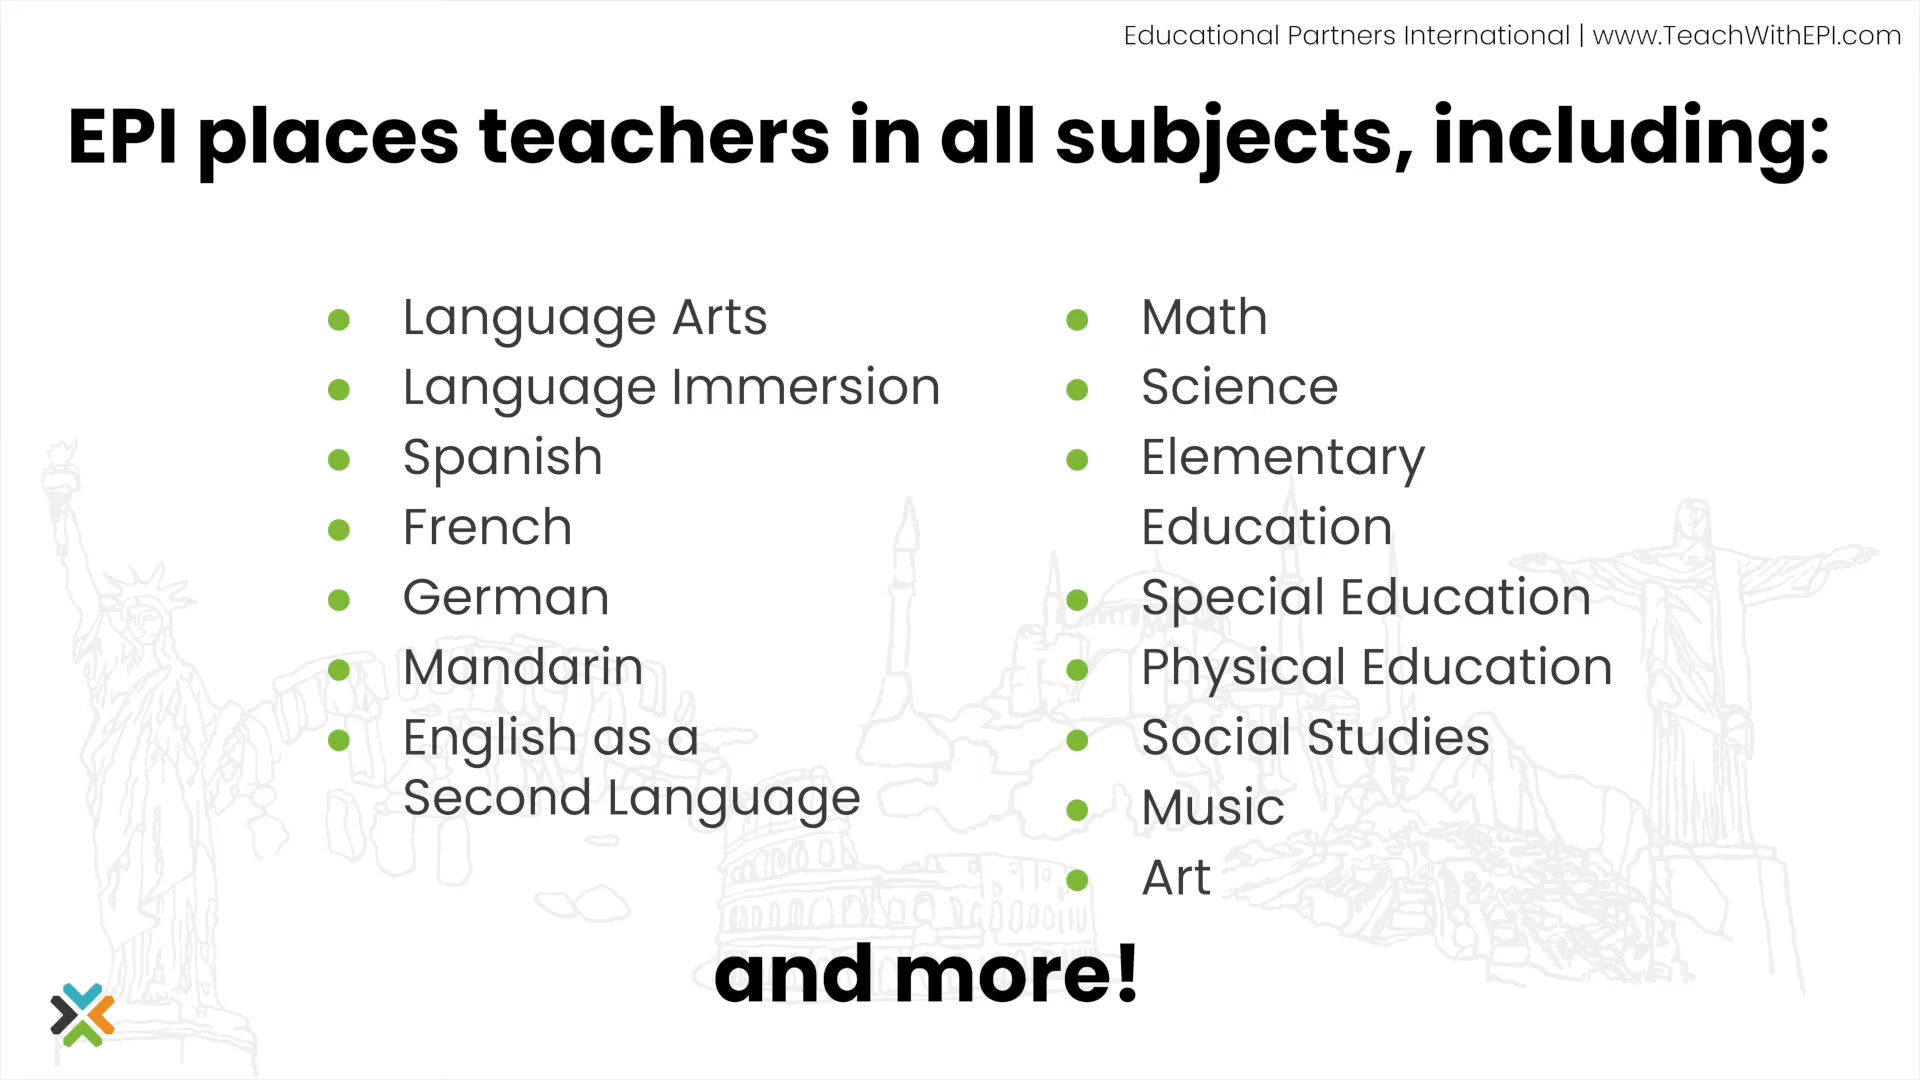 Educational Partners International | www.TeachWithEPI.com
EPI places teachers in all subjects, including:
Language Arts
Language Immersion
Spanish
French
German
Mandarin
English as a
Second Language
Math
Science
Elementary
Education
Special Education
Physical Education
Social Studies
Music
Art
and more!